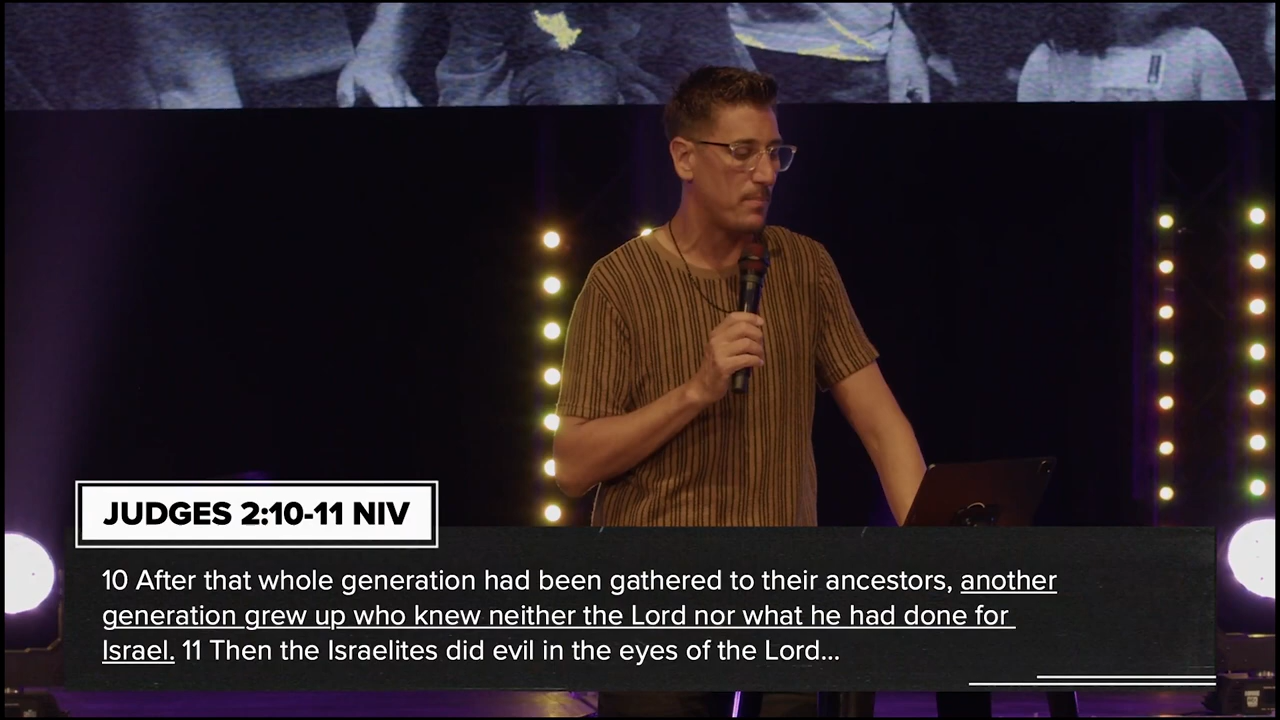 JUDGES 2:10-11 NIV
10 After that whole generation had been gathered to their ancestors, another
generation grew up who knew neither the Lord nor what he had done for
Israel. 11 Then the Israelites did evil in the eyes of the Lord...